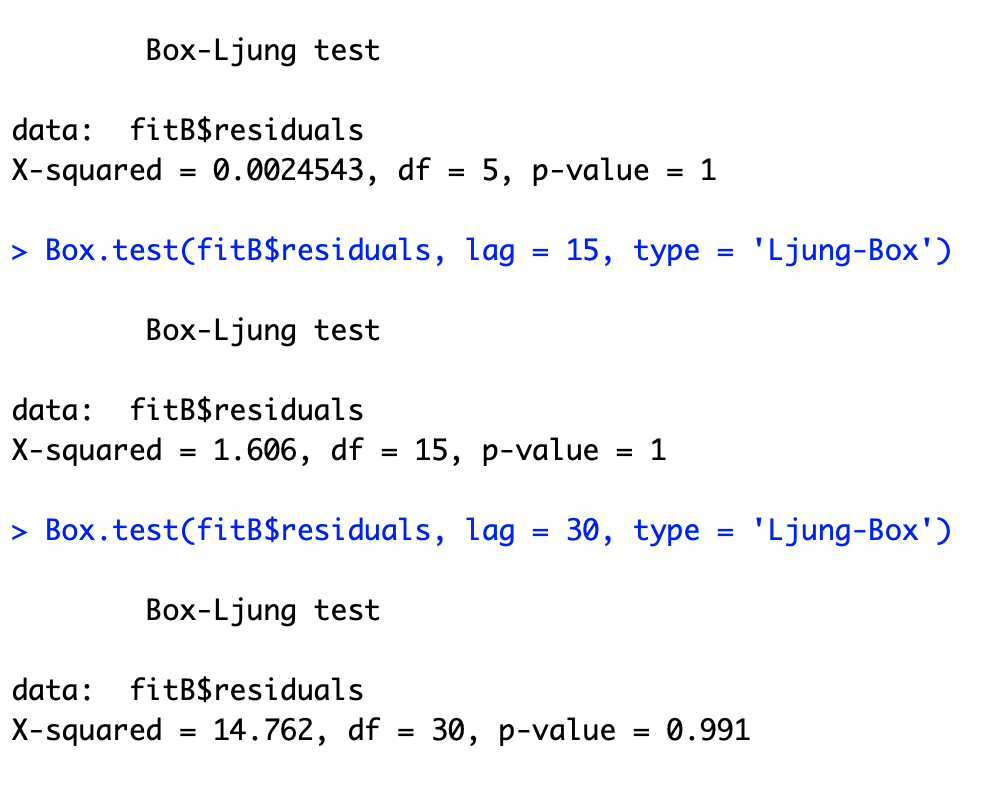 Box-Ljung test
data:  fitB$residuals
X-squared = 0.0024543, df = 5, p-value = 1
> Box.test(fitB$residuals, lag = 15, type = 'Ljung-Box')
Box-Ljung test
data:  fitB$residuals
X-squared = 1.606, df = 15, p-value = 1
> Box.test(fitB$residuals, lag = 30, type = 'Ljung-Box')
Box-Ljung test
data:  fitB$residuals
X-squared = 14.762, df = 30, p-value = 0.991